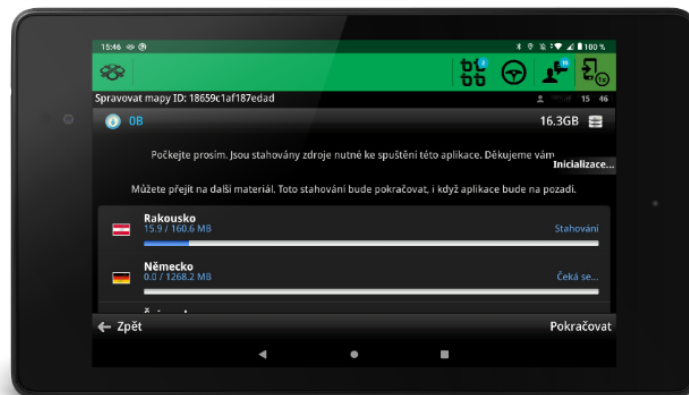 15:46
100 %
1x
Spravovat mapy ID: 18659c1af187edad
15 46
0B
16.3GB
Počkejte prosím. Jsou stahovány zdroje nutné ke spuštění této aplikace. Děkujeme vám
Inicializace...
Můžete přejít na další materiál. Toto stahování bude pokračovat, i když aplikace bude na pozadí.
Rakousko
15.9 / 160.6 MB
Stahování
Německo
0.0 / 1268.2 MB
Čeká se...
Zpět
Pokračovat